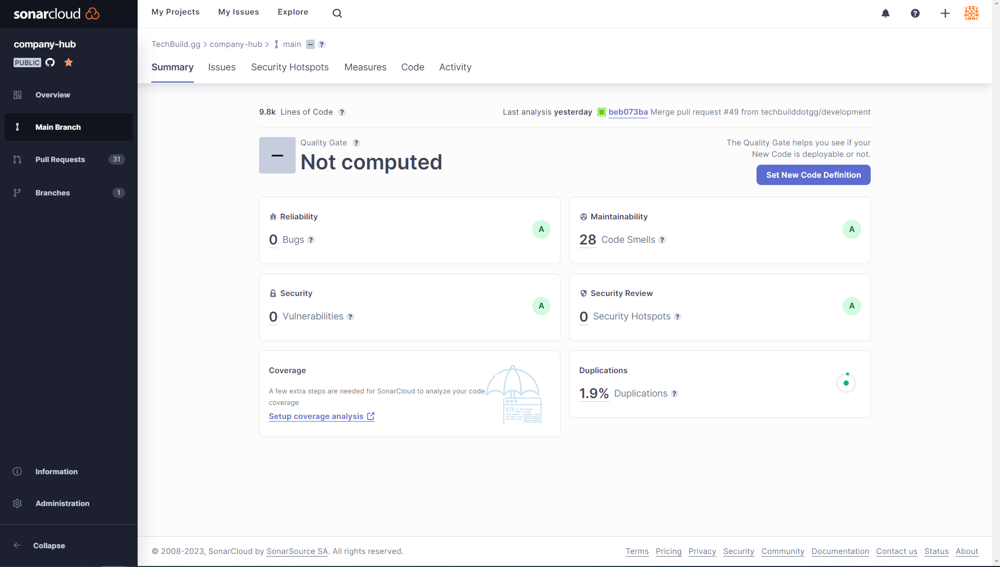 sonarcloud
My Projects My Issues Explore
company-hub
PUBLIC
Overview
Main Branch
Pull Requests 31
Branches 1
Information
Administration
Collapse
TechBuild.gg > company-hub > main — ?
Summary Issues Security Hotspots Measures Code Activity
9.8k Lines of Code ?
Last analysis yesterday beb073ba Merge pull request #49 from techbuilddotgg/development
Quality Gate ?
Not computed
The Quality Gate helps you see if your
New Code is deployable or not.
Set New Code Definition
Reliability
0 Bugs ?
A
Maintainability
28 Code Smells ?
A
Security
0 Vulnerabilities ?
A
Security Review
0 Security Hotspots ?
A
Coverage
A few extra steps are needed for SonarCloud to analyze your code
coverage
Setup coverage analysis
Duplications
1.9% Duplications ?
© 2008-2023, SonarCloud by SonarSource SA. All rights reserved.
Terms Pricing Privacy Security Community Documentation Contact us Status About